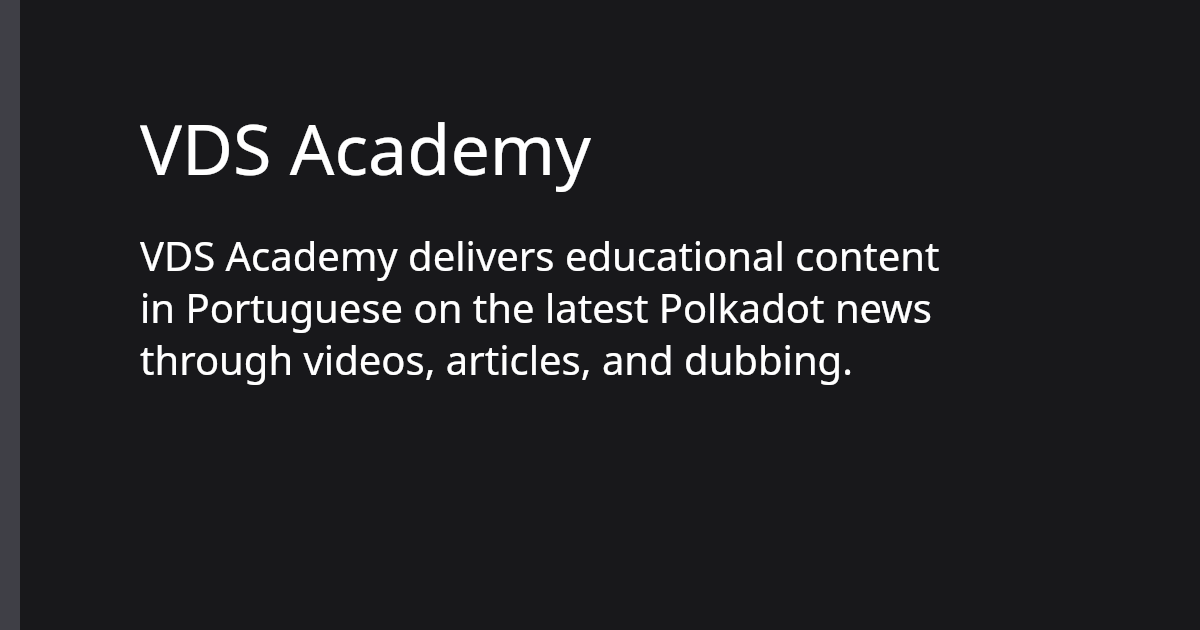 VDS Academy
VDS Academy delivers educational content
in Portuguese on the latest Polkadot news
through videos, articles, and dubbing.